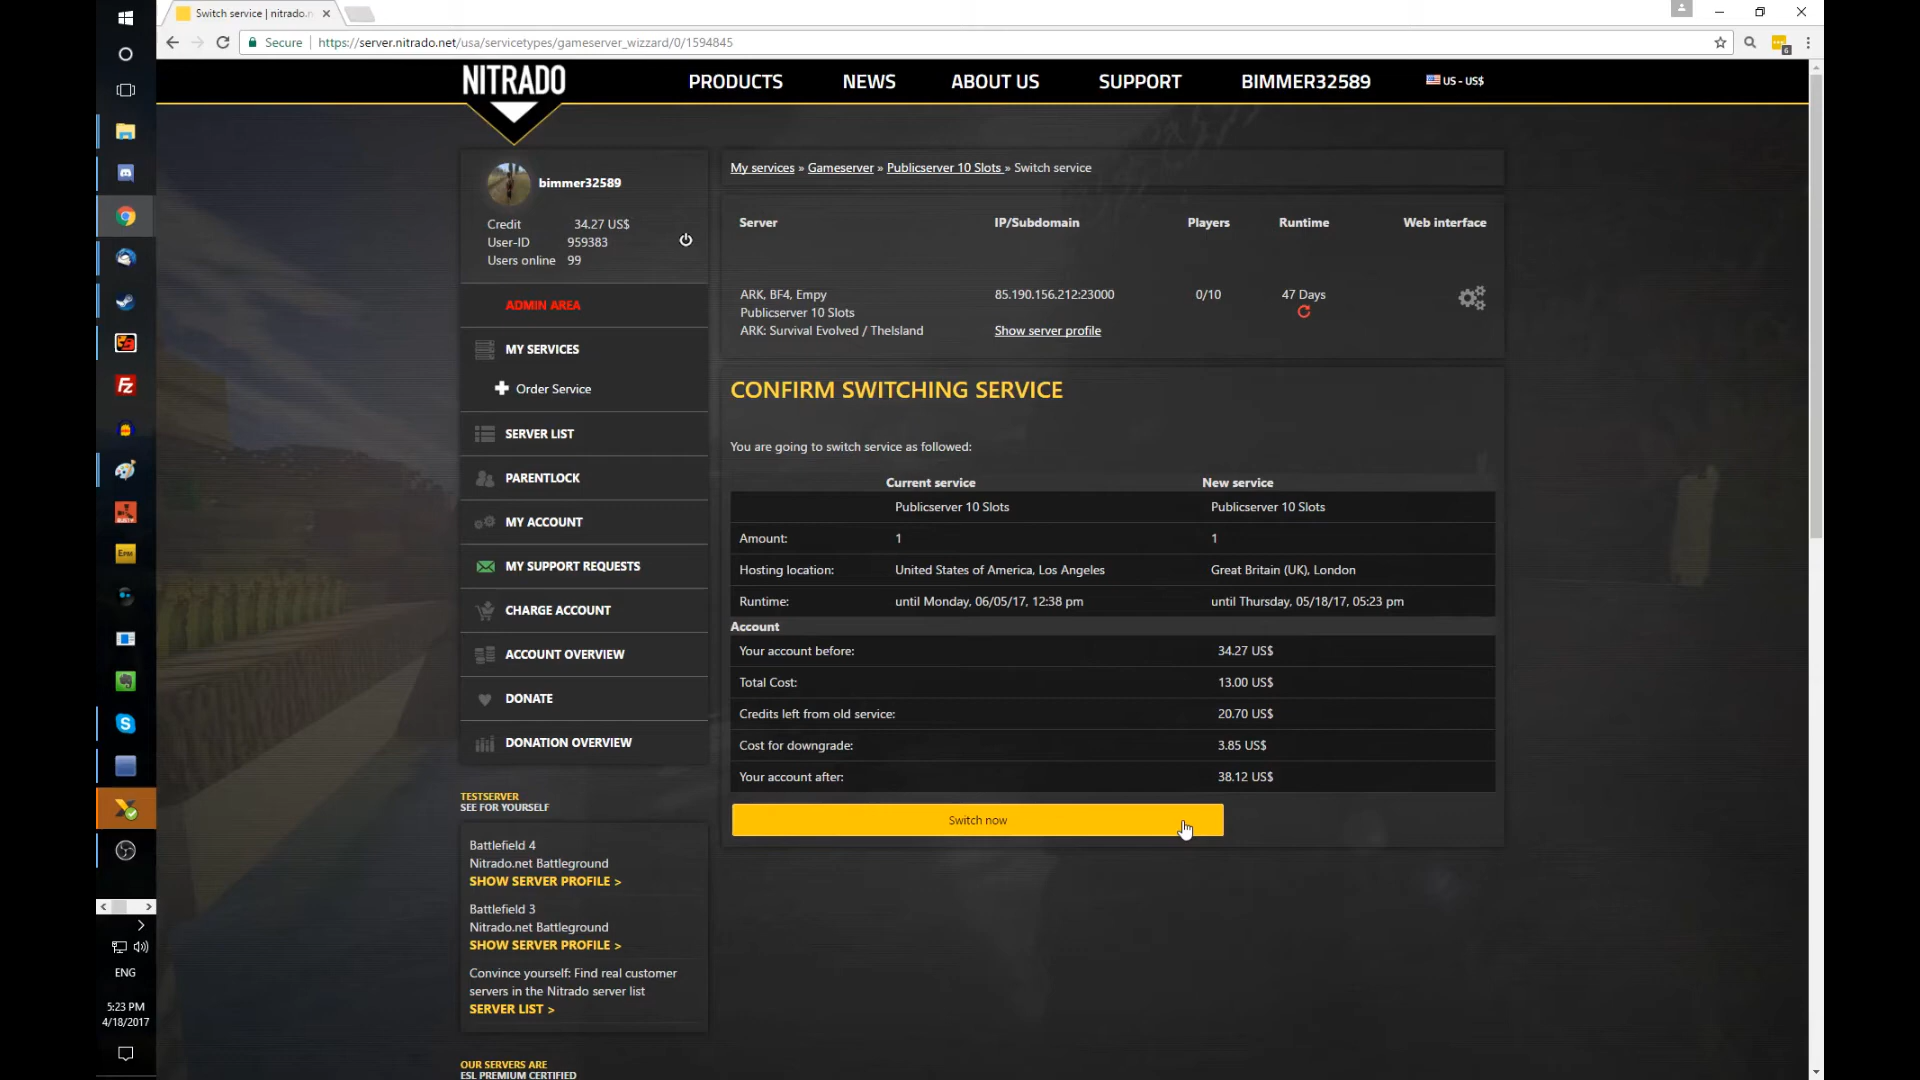 Switch service | nitrado.n
Secure
https://server.nitrado.net/usa/servicetypes/gameserver_wizzard/0/1594845
6
NITRADO
PRODUCTS
NEWS
ABOUT US
SUPPORT
BIMMER32589
US - US$
bimmer32589
Credit 34.27 US$
User-ID 959383
Users online 99
ADMIN AREA
MY SERVICES
Order Service
SERVER LIST
PARENTLOCK
MY ACCOUNT
MY SUPPORT REQUESTS
CHARGE ACCOUNT
ACCOUNT OVERVIEW
DONATE
DONATION OVERVIEW
TESTSERVER
SEE FOR YOURSELF
Battlefield 4
Nitrado.net Battleground
SHOW SERVER PROFILE >
Battlefield 3
Nitrado.net Battleground
SHOW SERVER PROFILE >
Convince yourself: Find real customer
servers in the Nitrado server list
SERVER LIST >
OUR SERVERS ARE
ESL PREMIUM CERTIFIED
My services » Gameserver » Publicserver 10 Slots » Switch service
Server IP/Subdomain Players Runtime Web interface
ARK, BF4, Empy 85.190.156.212:23000 0/10 47 Days
Publicserver 10 Slots
ARK: Survival Evolved / TheIsland Show server profile
CONFIRM SWITCHING SERVICE
You are going to switch service as followed:
Current service New service
Publicserver 10 Slots Publicserver 10 Slots
Amount: 1 1
Hosting location: United States of America, Los Angeles Great Britain (UK), London
Runtime: until Monday, 06/05/17, 12:38 pm until Thursday, 05/18/17, 05:23 pm
Account
Your account before: 34.27 US$
Total Cost: 13.00 US$
Credits left from old service: 20.70 US$
Cost for downgrade: 3.85 US$
Your account after: 38.12 US$
Switch now
ENG
5:23 PM
4/18/2017